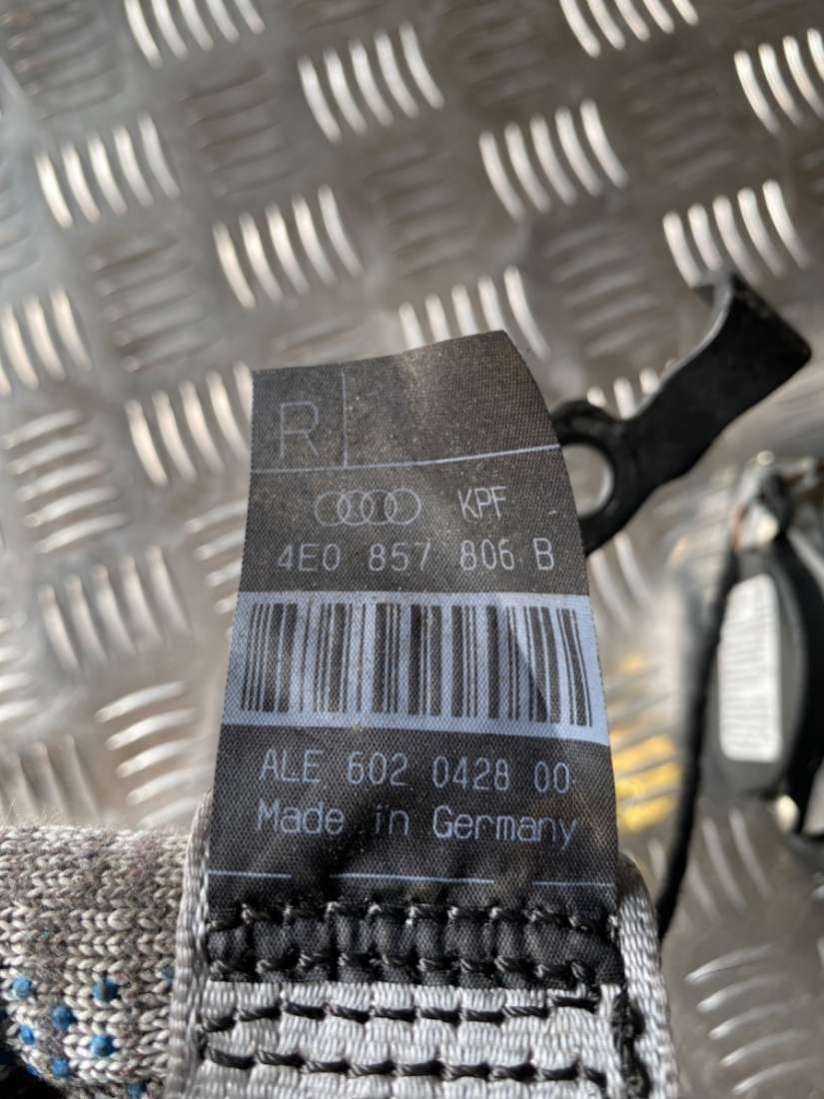 R
KPF
4E0 857 806 B
ALE 602 0428 00
Made in Germany